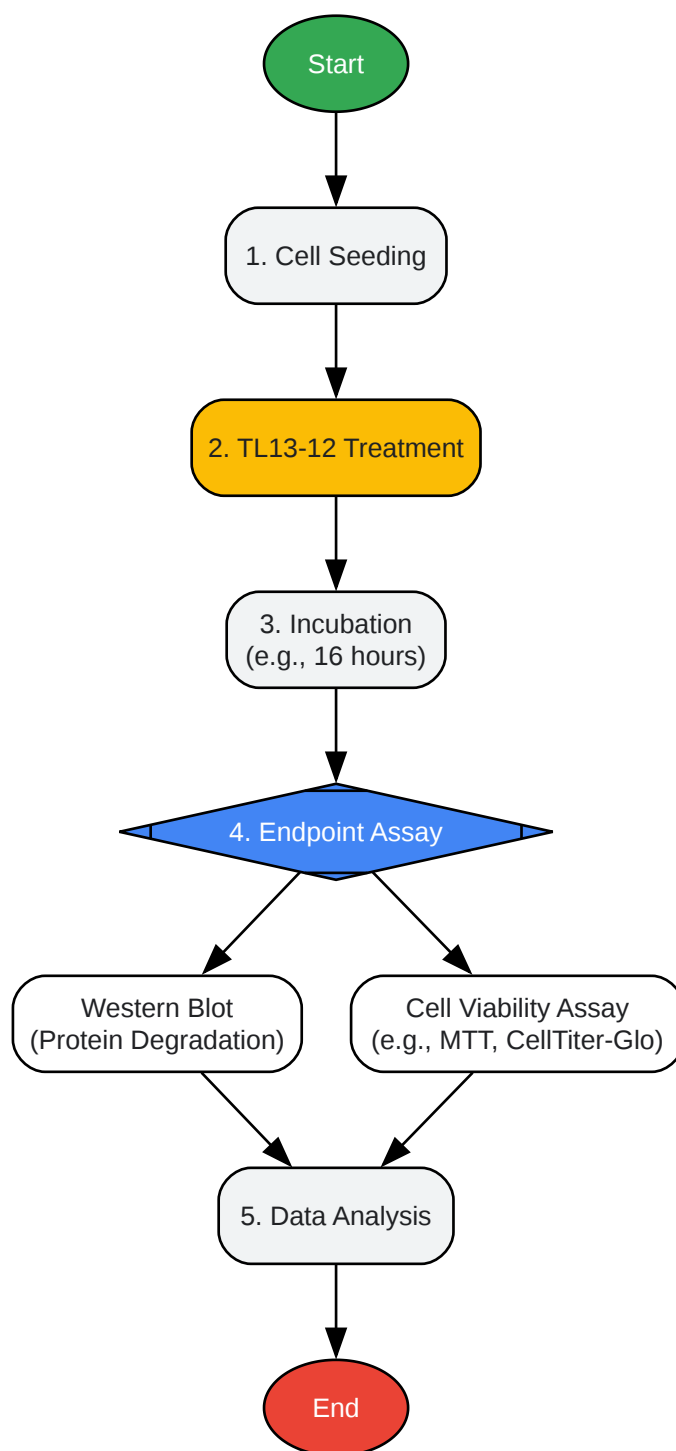 Start
1. Cell Seeding
2. TL13-12 Treatment
3. Incubation
(e.g., 16 hours)
4. Endpoint Assay
Western Blot
(Protein Degradation)
Cell Viability Assay
(e.g., MTT, CellTiter-Glo)
5. Data Analysis
End